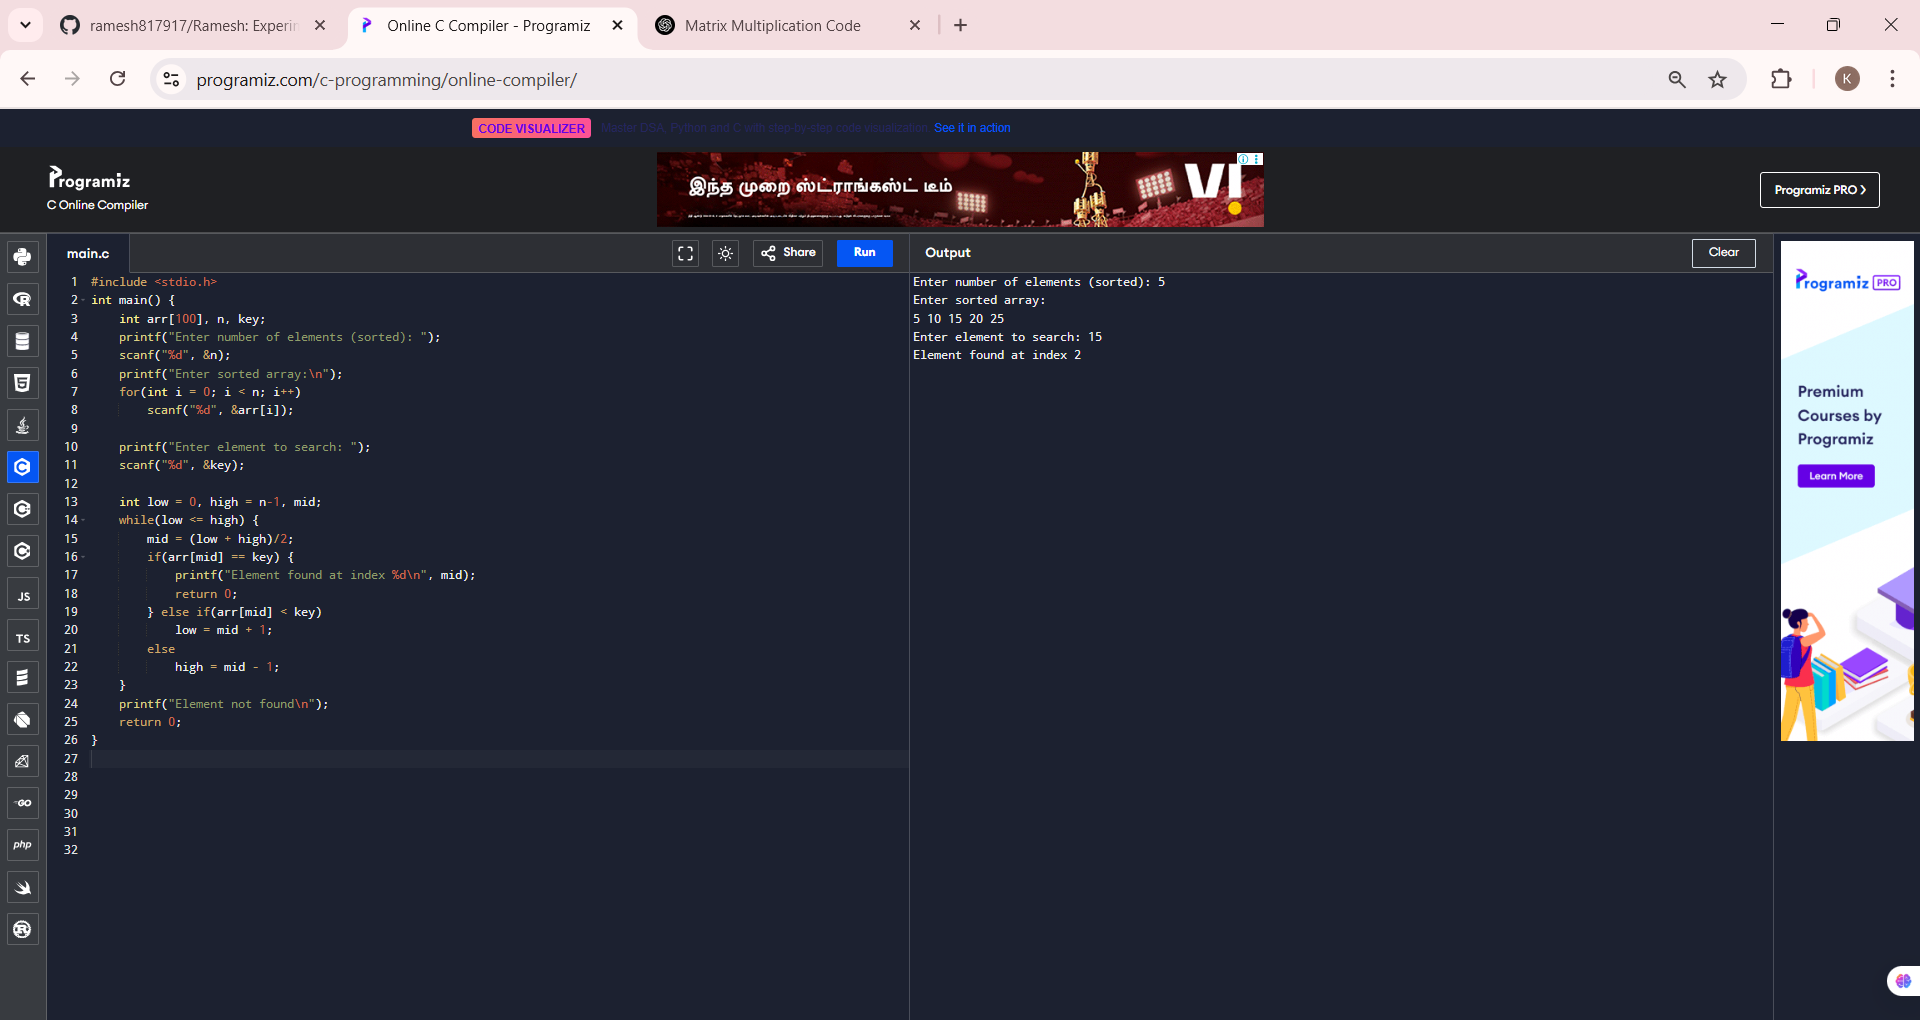 ramesh817917/Ramesh: Experin
Online C Compiler - Programiz
Matrix Multiplication Code
programiz.com/c-programming/online-compiler/
K
CODE VISUALIZER Master DSA, Python and C with step-by-step code visualization. See it in action
Programiz
C Online Compiler
இந்த முறை ஸ்ட்ராங்கஸ்ட் டீம்
VI
Programiz PRO >
main.c
Share
Run
Output
Clear
1 #include <stdio.h>
2 int main() {
3     int arr[100], n, key;
4     printf("Enter number of elements (sorted): ");
5     scanf("%d", &n);
6     printf("Enter sorted array:\n");
7     for(int i = 0; i < n; i++)
8         scanf("%d", &arr[i]);
9
10     printf("Enter element to search: ");
11     scanf("%d", &key);
12
13     int low = 0, high = n-1, mid;
14     while(low <= high) {
15         mid = (low + high)/2;
16         if(arr[mid] == key) {
17             printf("Element found at index %d\n", mid);
18             return 0;
19         } else if(arr[mid] < key)
20             low = mid + 1;
21         else
22             high = mid - 1;
23     }
24     printf("Element not found\n");
25     return 0;
26 }
27
28
29
30
31
32
Enter number of elements (sorted): 5
Enter sorted array:
5 10 15 20 25
Enter element to search: 15
Element found at index 2
JS
TS
GO
php
Programiz PRO
Premium
Courses by
Programiz
Learn More